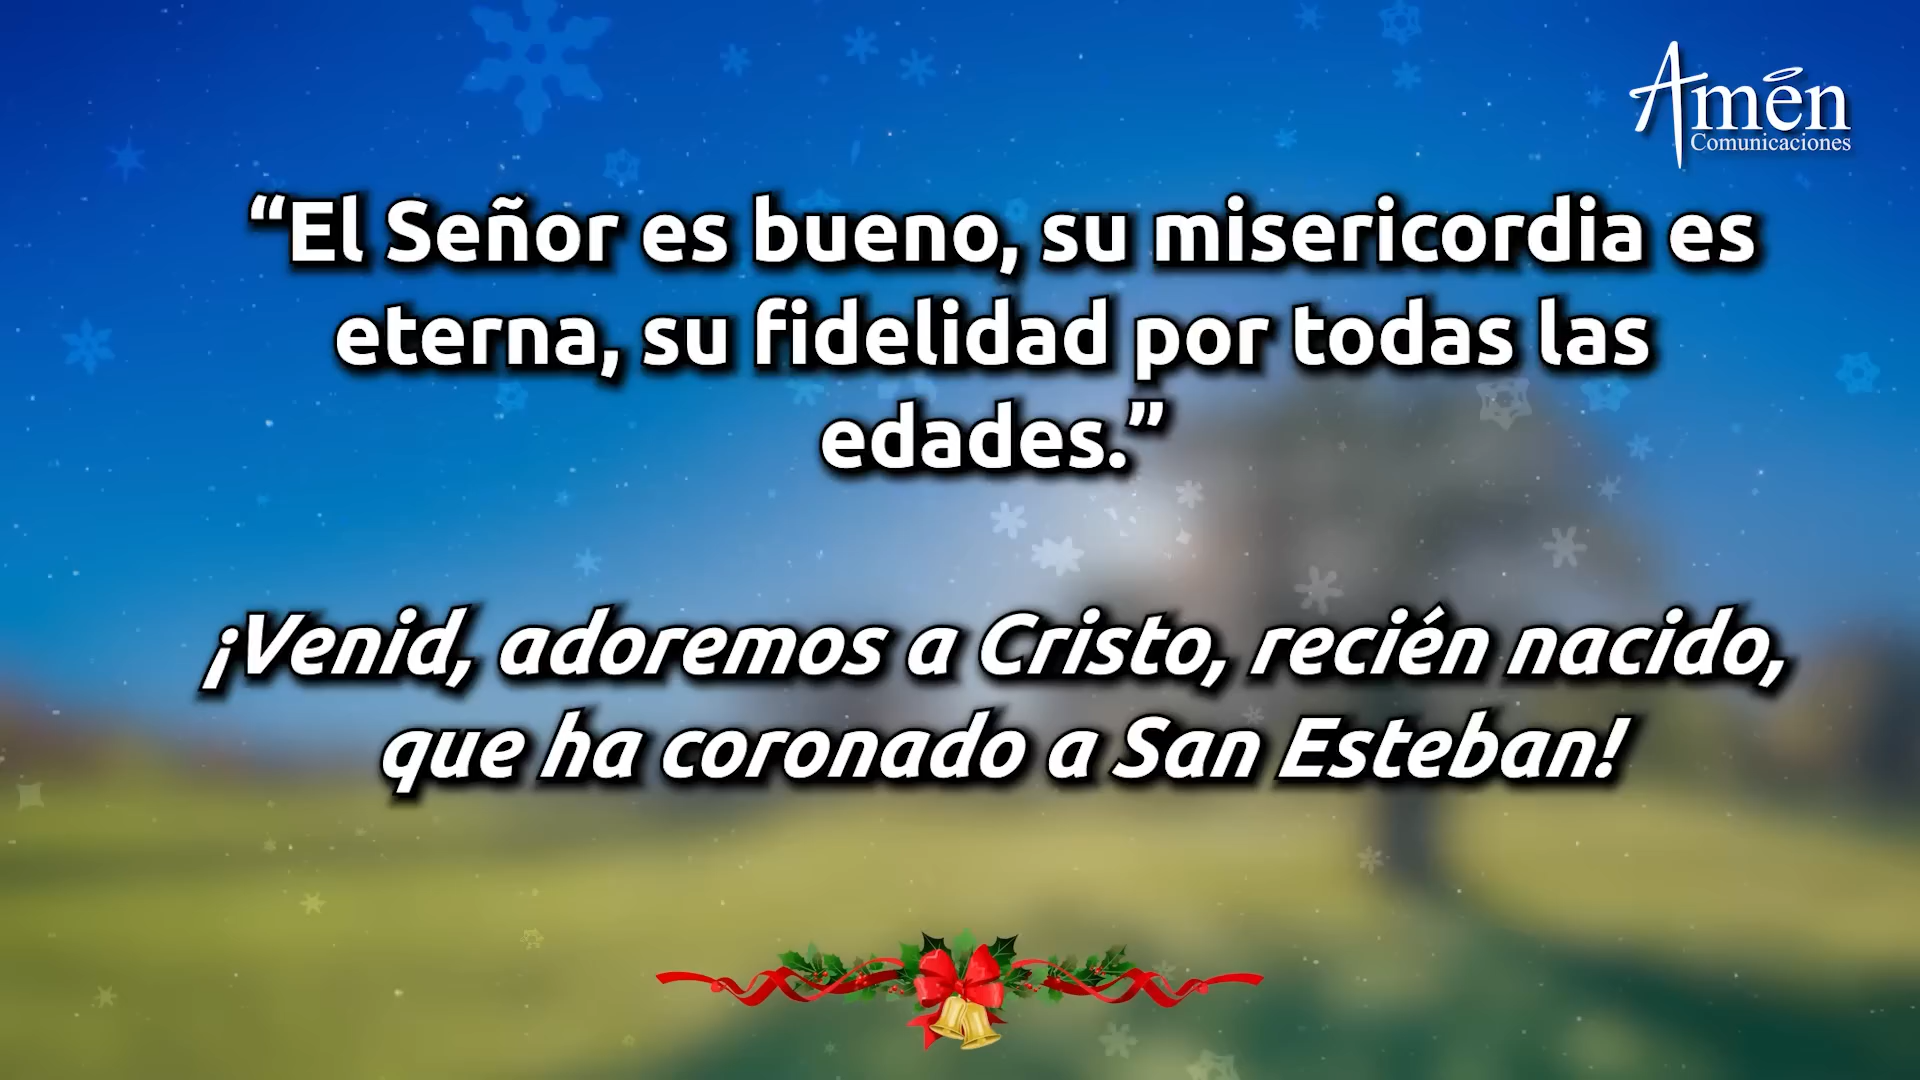 Amén
Comunicaciones
“El Señor es bueno, su misericordia es
eterna, su fidelidad por todas las
edades.”
¡Venid, adoremos a Cristo, recién nacido,
que ha coronado a San Esteban!